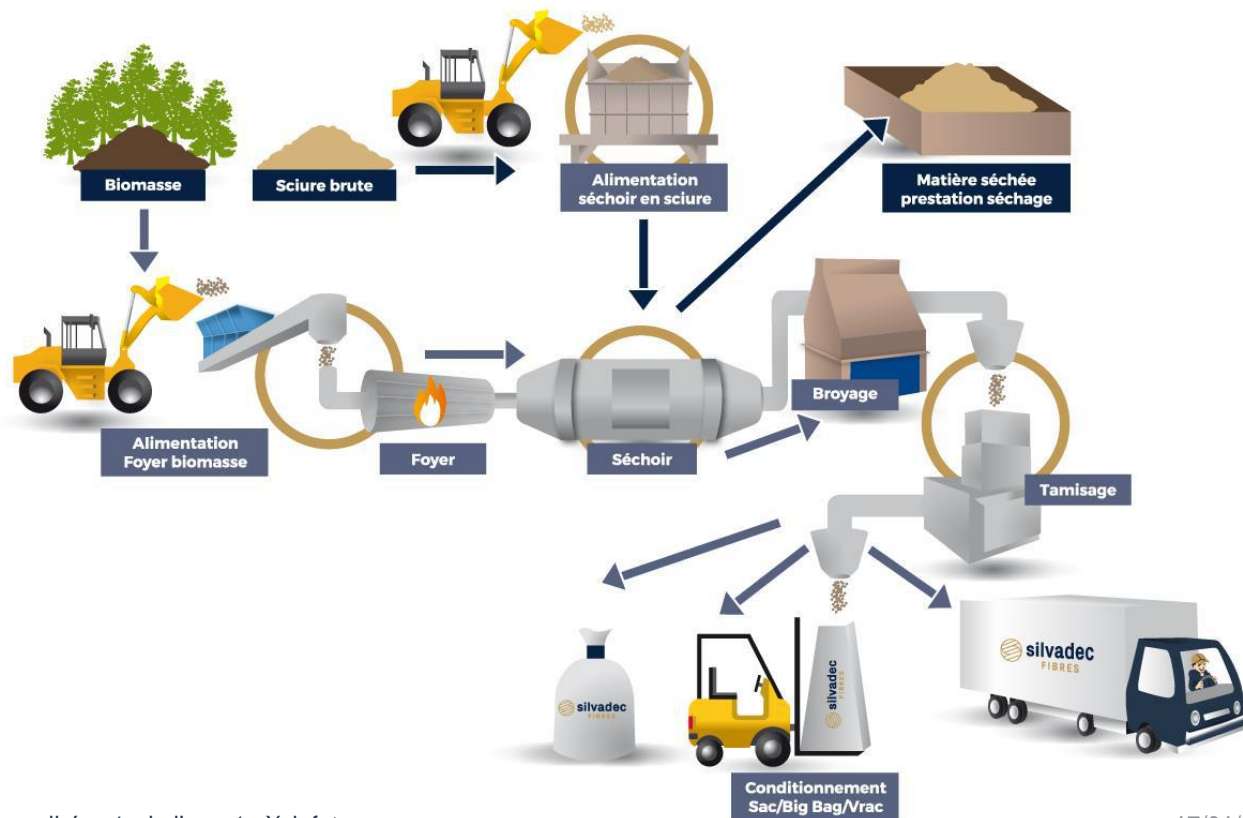 Biomasse
Sciure brute
Alimentation
séchoir en sciure
Matière séchée
prestation séchage
Alimentation
Foyer biomasse
Foyer
Séchoir
Broyage
Tamisage
silvadec
FIBRES
silvadec
FIBRES
silvadec
FIBRES
Conditionnement
Sac/Big Bag/Vrac